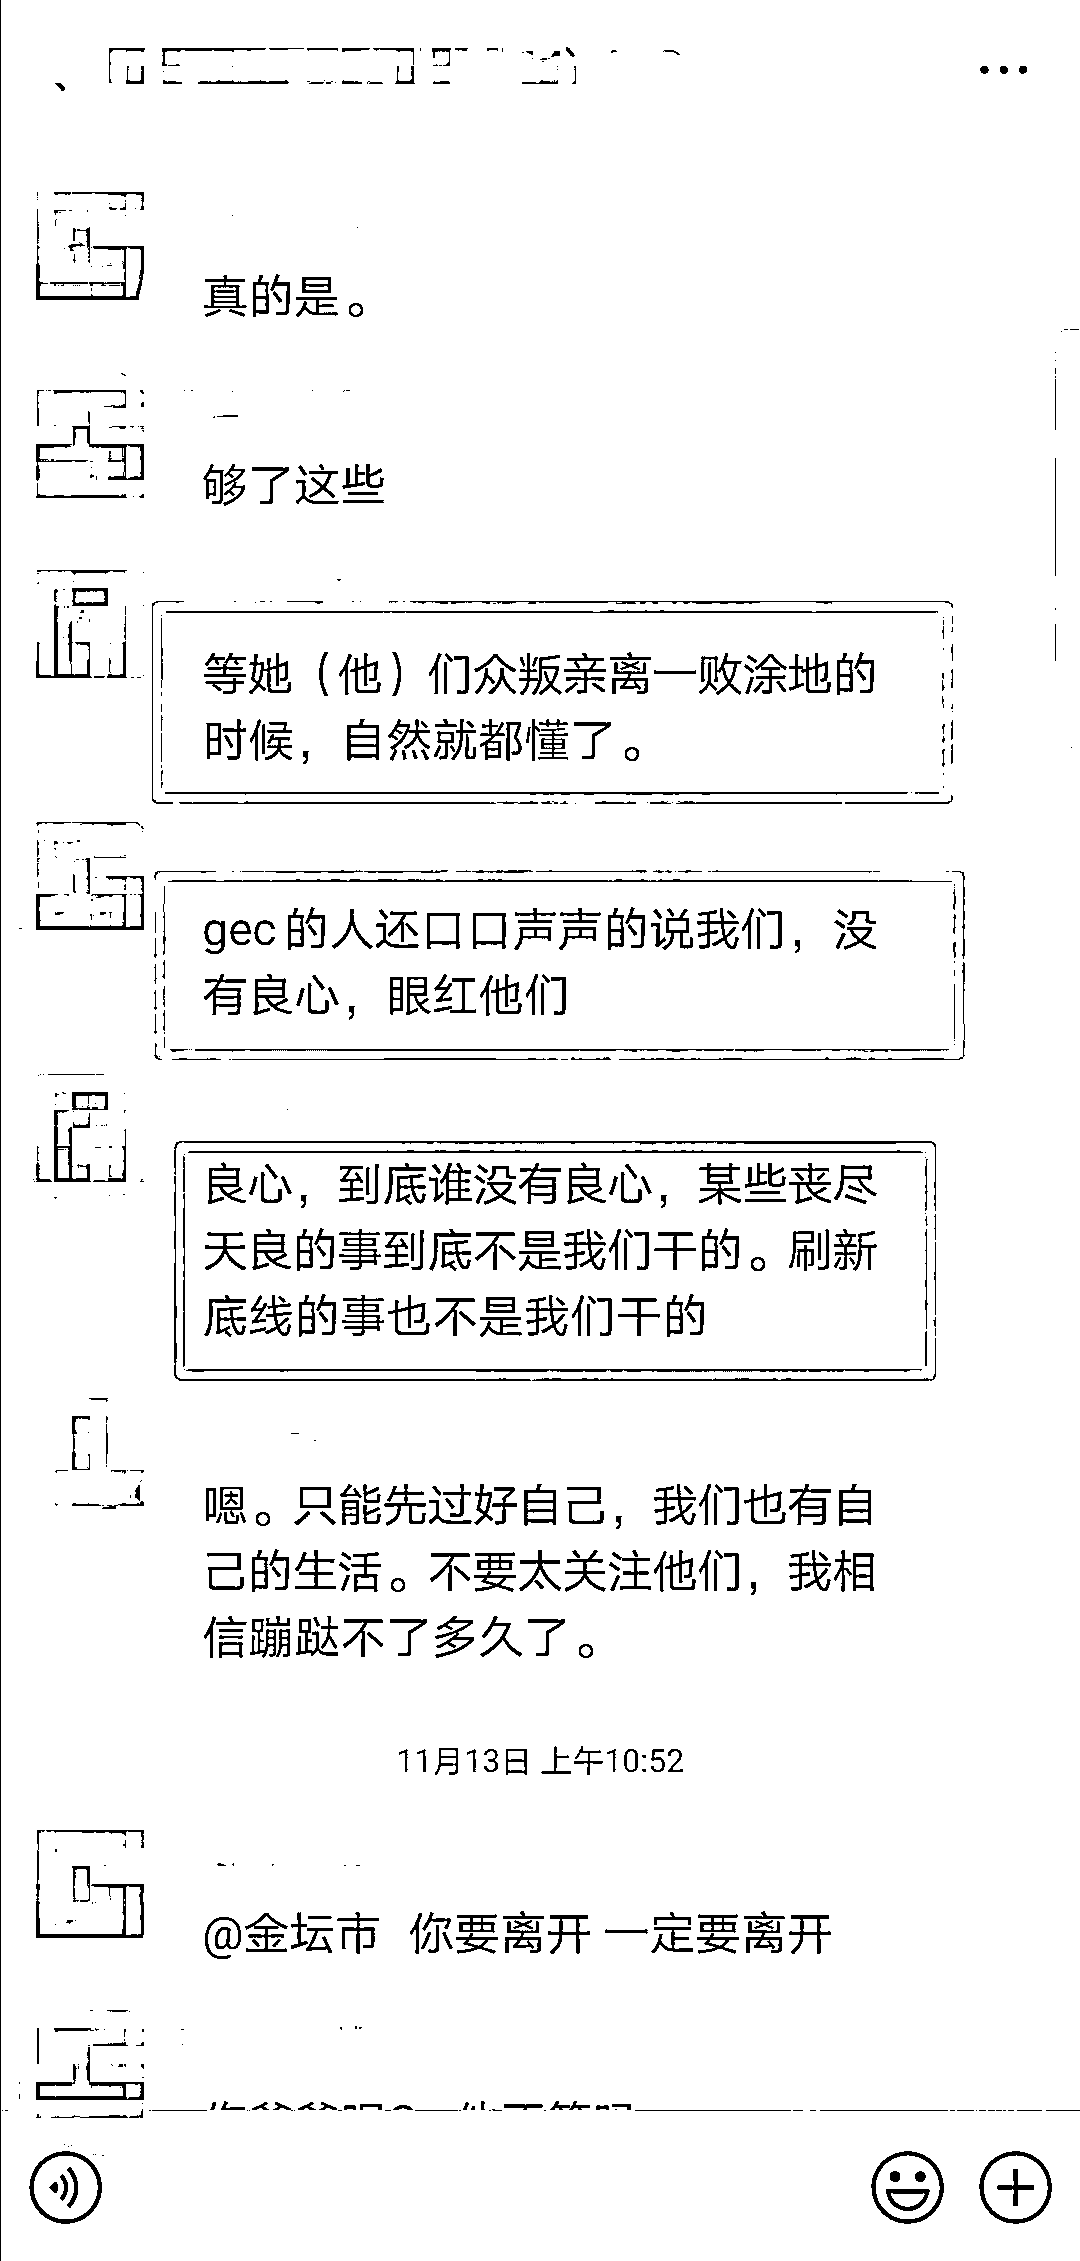 真的是。
够了这些
等她（他）们众叛亲离一败涂地的
时候，自然就都懂了。
gec的人还口口声声的说我们，没
有良心，眼红他们
良心，到底谁没有良心，某些丧尽
天良的事到底不是我们干的。刷新
底线的事也不是我们干的
嗯。只能先过好自己，我们也有自
己的生活。不要太关注他们，我相
信蹦跶不了多久了。
11月13日 上午10:52
@金坛市 你要离开 一定要离开